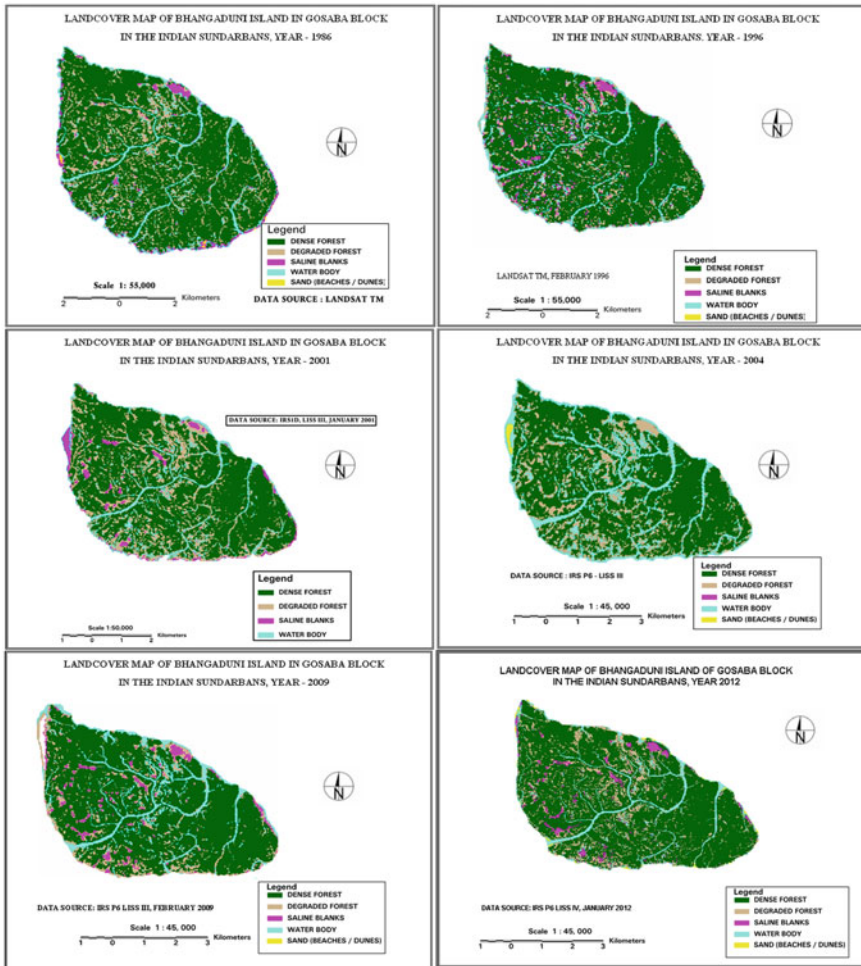 LANDCOVER MAP OF BHANGADUNI ISLAND IN GOSABA BLOCK
IN THE INDIAN SUNDARBANS, YEAR - 1986
N
Legend
DENSE FOREST
DEGRADED FOREST
SALINE BLANKS
WATER BODY
SAND (BEACHES / DUNES)
Scale 1: 55,000
2 0 2 Kilometers
DATA SOURCE : LANDSAT TM
LANDCOVER MAP OF BHANGADUNI ISLAND IN GOSABA BLOCK
IN THE INDIAN SUNDARBANS. YEAR - 1996
N
Legend
DENSE FOREST
DEGRADED FOREST
SALINE BLANKS
WATER BODY
SAND (BEACHES / DUNES)
LANDSAT TM, FEBRUARY 1996
Scale 1 : 55,000
2 0 2 Kilometers
LANDCOVER MAP OF BHANGADUNI ISLAND IN GOSABA BLOCK
IN THE INDIAN SUNDARBANS, YEAR - 2001
DATA SOURCE: IRS1D, LISS III, JANUARY 2001
N
Legend
DENSE FOREST
DEGRADED FOREST
SALINE BLANKS
WATER BODY
Scale 1:50,000
1 0 1 2 Kilometers
LANDCOVER MAP OF BHANGADUNI ISLAND IN GOSABA BLOCK
IN THE INDIAN SUNDARBANS, YEAR - 2004
N
DATA SOURCE : IRS P6 - LISS III
Legend
DENSE FOREST
DEGRADED FOREST
SALINE BLANKS
WATER BODY
SAND (BEACHES / DUNES)
Scale 1 : 45, 000
1 0 1 2 3 Kilometers
LANDCOVER MAP OF BHANGADUNI ISLAND IN GOSABA BLOCK
IN THE INDIAN SUNDARBANS, YEAR - 2009
N
DATA SOURCE: IRS P6 LISS III, FEBRUARY 2009
Legend
DENSE FOREST
DEGRADED FOREST
SALINE BLANKS
WATER BODY
SAND (BEACHES / DUNES)
Scale 1 : 45, 000
1 0 1 2 3 Kilometers
LANDCOVER MAP OF BHANGADUNI ISLAND OF GOSABA BLOCK
IN THE INDIAN SUNDARBANS, YEAR 2012
N
DATA SOURCE: IRS P6 LISS IV, JANUARY 2012
Legend
DENSE FOREST
DEGRADED FOREST
SALINE BLANKS
WATER BODY
SAND (BEACHES / DUNES)
Scale 1 : 45, 000
1 0 1 2 3 Kilometers